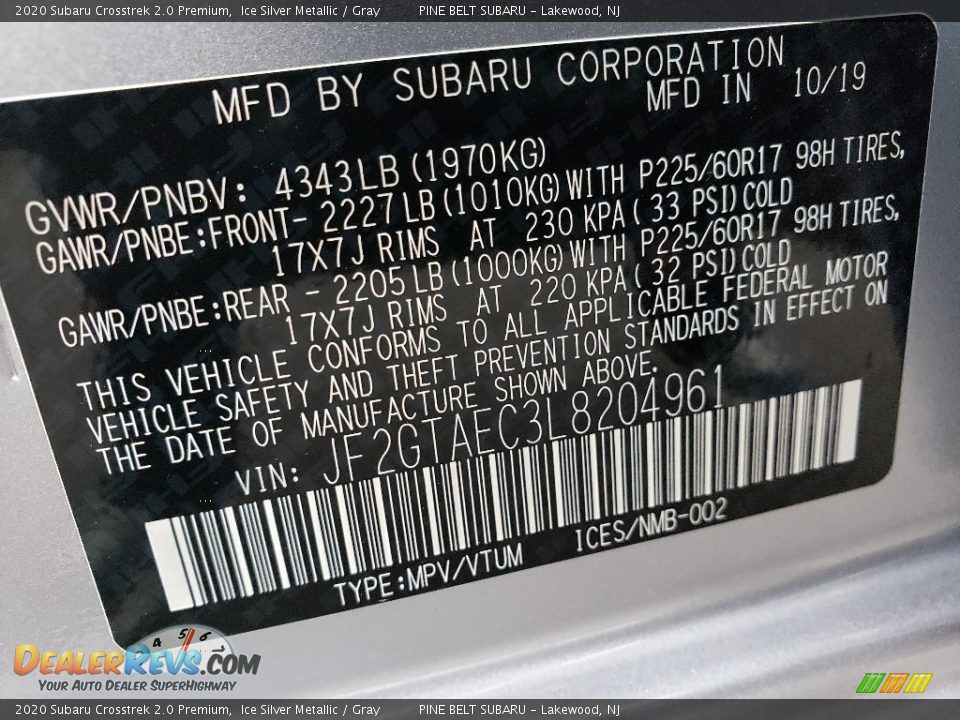 2020 Subaru Crosstrek 2.0 Premium, Ice Silver Metallic / Gray PINE BELT SUBARU - Lakewood, NJ
MFD BY SUBARU CORPORATION
MFD IN 10/19
GVWR/PNBV: 4343LB (1970KG)
GAWR/PNBE:FRONT- 2227 LB (1010KG) WITH P225/60R17 98H TIRES,
17X7J RIMS AT 230 KPA ( 33 PSI) COLD
GAWR/PNBE:REAR - 2205 LB (1000KG) WITH P225/60R17 98H TIRES,
17X7J RIMS AT 220 KPA ( 32 PSI) COLD
THIS VEHICLE CONFORMS TO ALL APPLICABLE FEDERAL MOTOR
VEHICLE SAFETY AND THEFT PREVENTION STANDARDS IN EFFECT ON
THE DATE OF MANUFACTURE SHOWN ABOVE.
VIN: JF2GTAEC3L8204961
TYPE:MPV/VTUM ICES/NMB-002
4 5 6
DealerRevs.com
Your Auto Dealer SuperHighway
2020 Subaru Crosstrek 2.0 Premium, Ice Silver Metallic / Gray PINE BELT SUBARU - Lakewood, NJ